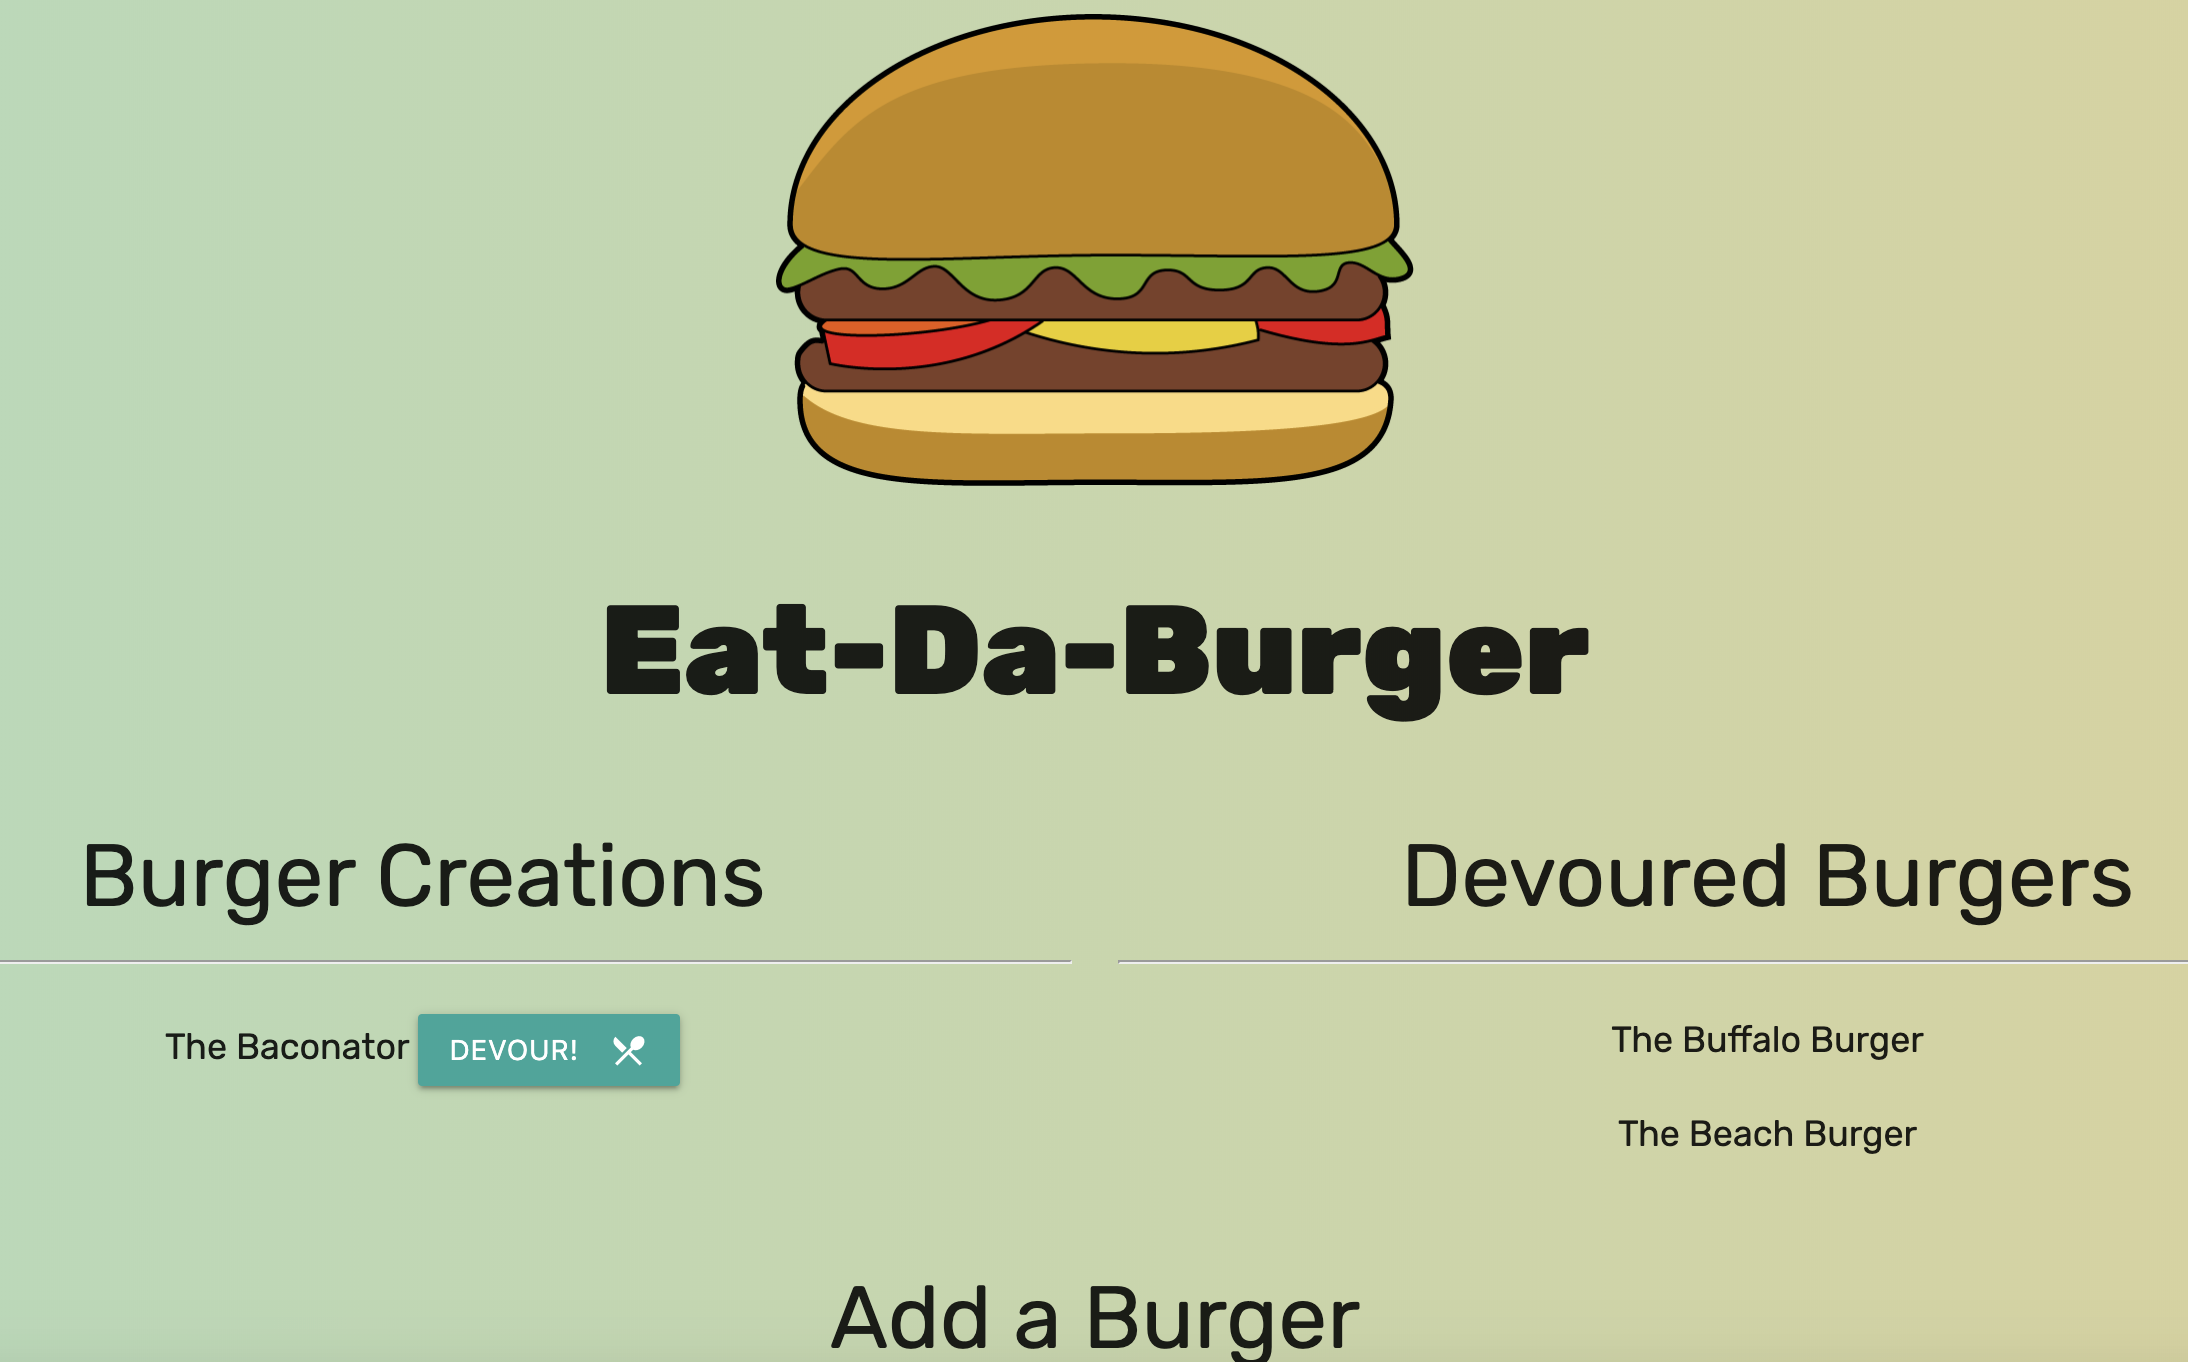 Eat-Da-Burger
Burger Creations
Devoured Burgers
The Baconator
DEVOUR!
The Buffalo Burger
The Beach Burger
Add a Burger